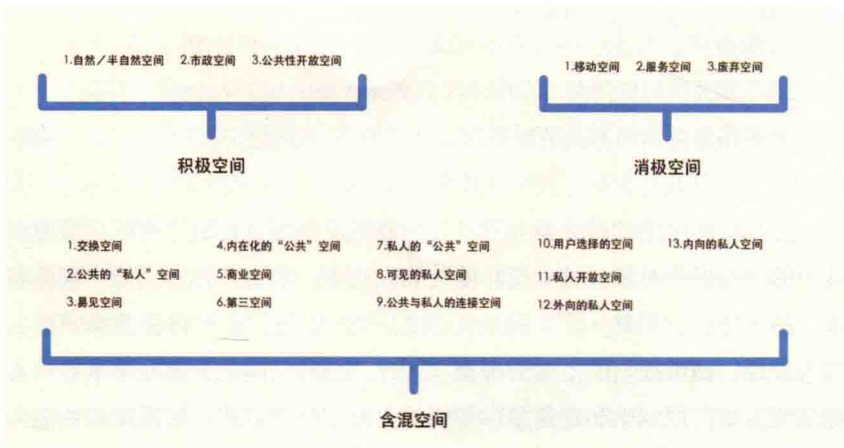 1.自然／半自然空间 2.市政空间 3.公共性开放空间
积极空间
1.移动空间 2.服务空间 3.废弃空间
消极空间
1.交换空间 4.内在化的“公共”空间 7.私人的“公共”空间 10.用户选择的空间 13.内向的私人空间
2.公共的“私人”空间 5.商业空间 8.可见的私人空间 11.私人开放空间
3.昜见空间 6.第三空间 9.公共与私人的连接空间 12.外向的私人空间
含混空间